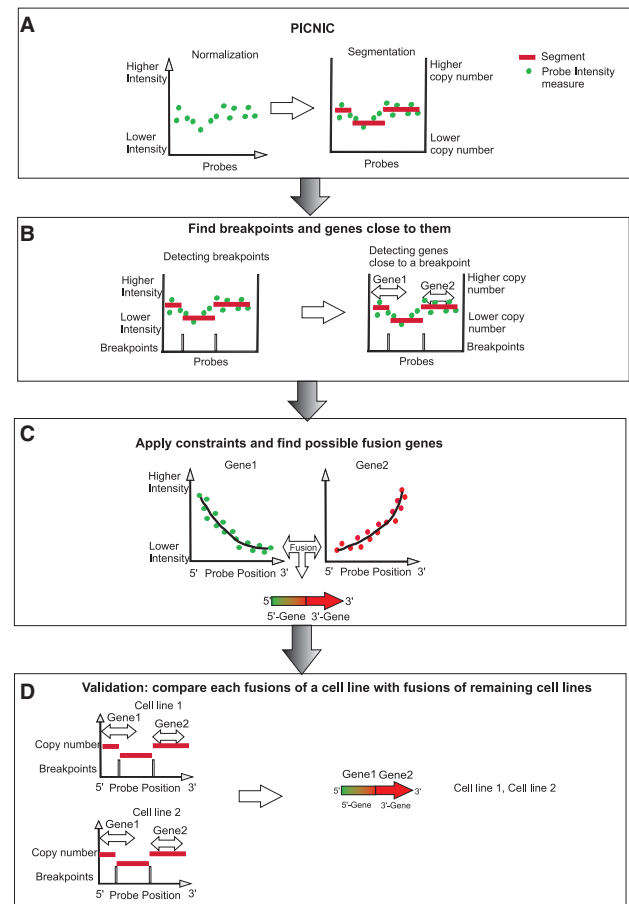 A
PICNIC
Normalization
Segmentation
Higher
Intensity
Lower
Intensity
Probes
Higher
copy number
Lower
copy number
Probes
Segment
Probe Intensity
measure
B
Find breakpoints and genes close to them
Detecting breakpoints
Higher
Intensity
Lower
Intensity
Breakpoints
Probes
Detecting genes
close to a breakpoint
Gene1
Gene2
Higher copy
number
Lower copy
number
Breakpoints
Probes
C
Apply constraints and find possible fusion genes
Gene1
Gene2
Higher
Intensity
Lower
Intensity
5' Probe Position 3'
Fusion
5' Probe Position 3'
5' 3'
5'-Gene 3'-Gene
D
Validation: compare each fusions of a cell line with fusions of remaining cell lines
Cell line 1
Gene1
Gene2
Copy number
Breakpoints
5' Probe Position 3'
Cell line 2
Gene1
Gene2
Copy number
Breakpoints
5' Probe Position 3'
Gene1 Gene2
5' 3'
5'-Gene 3'-Gene
Cell line 1, Cell line 2